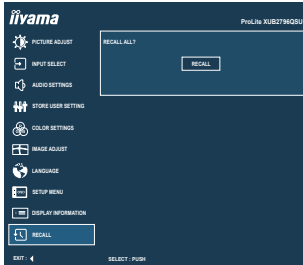 iiyama
ProLite XUB2796QSU
PICTURE ADJUST
INPUT SELECT
AUDIO SETTINGS
STORE USER SETTING
COLOR SETTINGS
IMAGE ADJUST
LANGUAGE
SETUP MENU
DISPLAY INFORMATION
RECALL
RECALL ALL?
RECALL
EXIT :
SELECT : PUSH